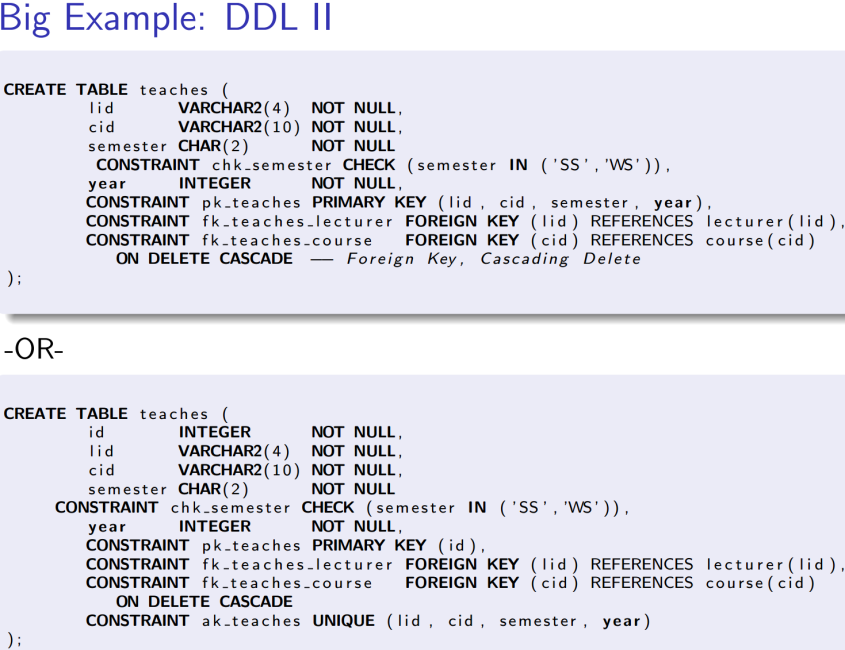 Big Example: DDL II
CREATE TABLE teaches (
lid VARCHAR2(4) NOT NULL,
cid VARCHAR2(10) NOT NULL,
semester CHAR(2) NOT NULL
CONSTRAINT chk_semester CHECK (semester IN ('SS','WS')),
year INTEGER NOT NULL,
CONSTRAINT pk_teaches PRIMARY KEY (lid, cid, semester, year),
CONSTRAINT fk_teaches_lecturer FOREIGN KEY (lid) REFERENCES lecturer(lid),
CONSTRAINT fk_teaches_course FOREIGN KEY (cid) REFERENCES course(cid)
ON DELETE CASCADE — Foreign Key, Cascading Delete
);
-OR-
CREATE TABLE teaches (
id INTEGER NOT NULL,
lid VARCHAR2(4) NOT NULL,
cid VARCHAR2(10) NOT NULL,
semester CHAR(2) NOT NULL
CONSTRAINT chk_semester CHECK (semester IN ('SS','WS')),
year INTEGER NOT NULL,
CONSTRAINT pk_teaches PRIMARY KEY (id),
CONSTRAINT fk_teaches_lecturer FOREIGN KEY (lid) REFERENCES lecturer(lid),
CONSTRAINT fk_teaches_course FOREIGN KEY (cid) REFERENCES course(cid)
ON DELETE CASCADE
CONSTRAINT ak_teaches UNIQUE (lid, cid, semester, year)
);